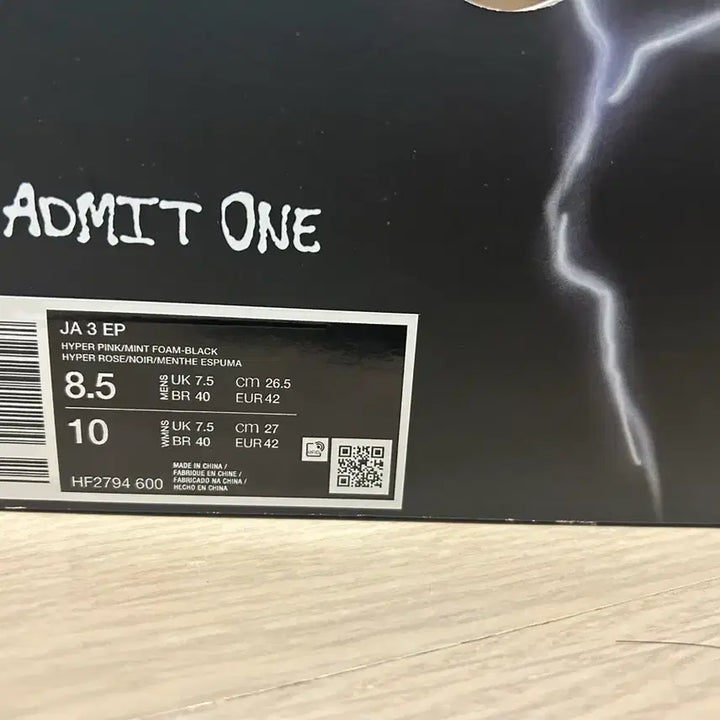 ADMIT ONE
JA 3 EP
HYPER PINK/MINT FOAM-BLACK
HYPER ROSE/NOIR/MENTHE ESPUMA
8.5 MENS UK 7.5 cm 26.5
BR 40 EUR 42
10 WMNS UK 7.5 cm 27
BR 40 EUR 42
HF2794 600
MADE IN CHINA /
FABRIQUE EN CHINE /
FABRICADO NA CHINA /
HECHO EN CHINA